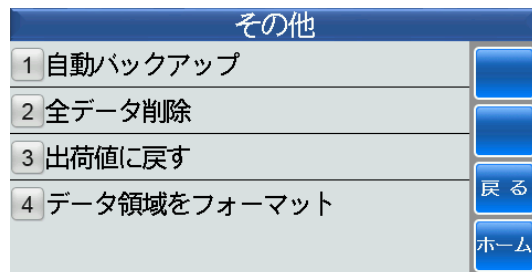 その他
1 自動バックアップ
2 全データ削除
3 出荷値に戻す
4 データ領域をフォーマット
戻る
ホーム